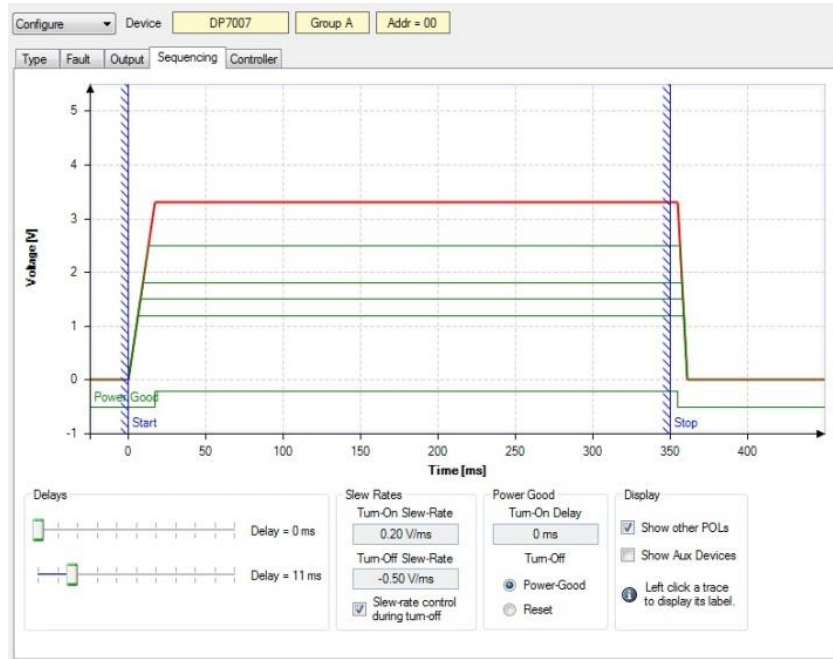 Configure Device DP7007 Group A Addr = 00
Type Fault Output Sequencing Controller
5
4
3
2
1
0
-1
Voltage [V]
Power Good
Start
Stop
0 50 100 150 200 250 300 350 400
Time [ms]
Delays
Delay = 0 ms
Delay = 11 ms
Slew Rates
Turn-On Slew-Rate
0.20 V/ms
Turn-Off Slew-Rate
-0.50 V/ms
Slew-rate control
during turn-off
Power Good
Turn-On Delay
0 ms
Turn-Off
Power-Good
Reset
Display
Show other POLs
Show Aux Devices
Left click a trace
to display its label.